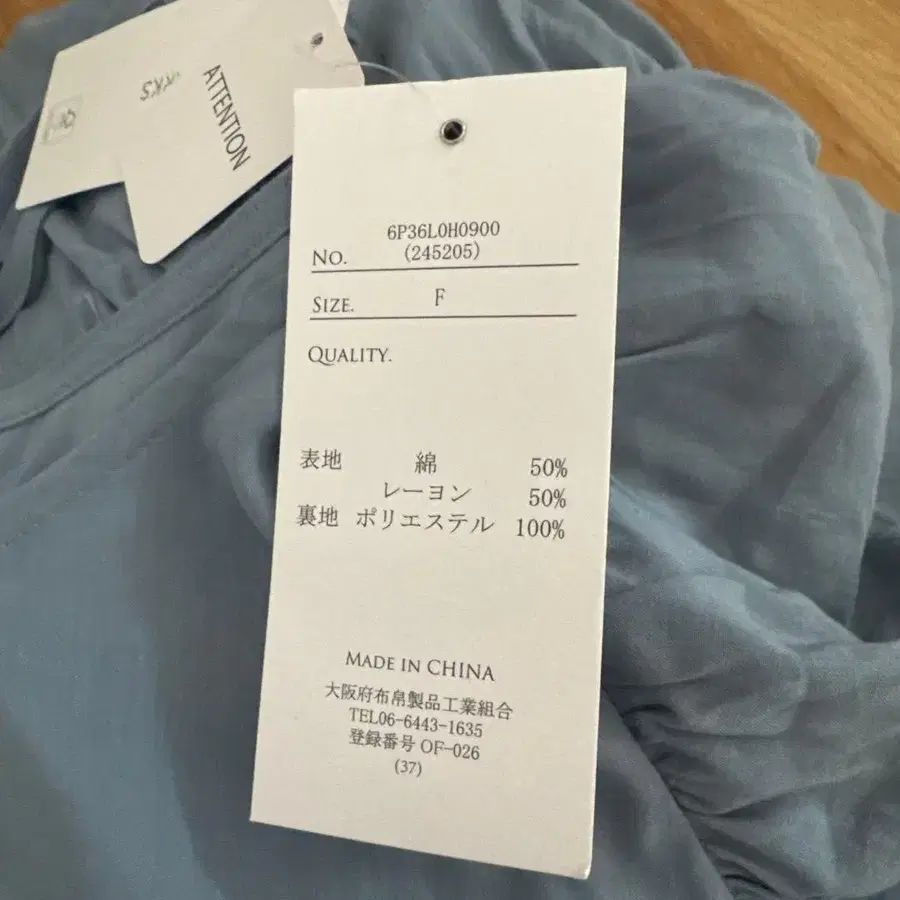 ATTENTION
6P36L0H0900
NO. (245205)
SIZE. F
QUALITY.
表地 綿 50%
レーヨン 50%
裏地 ポリエステル 100%
MADE IN CHINA
大阪府布帛製品工業組合
TEL06-6443-1635
登録番号 OF-026
(37)